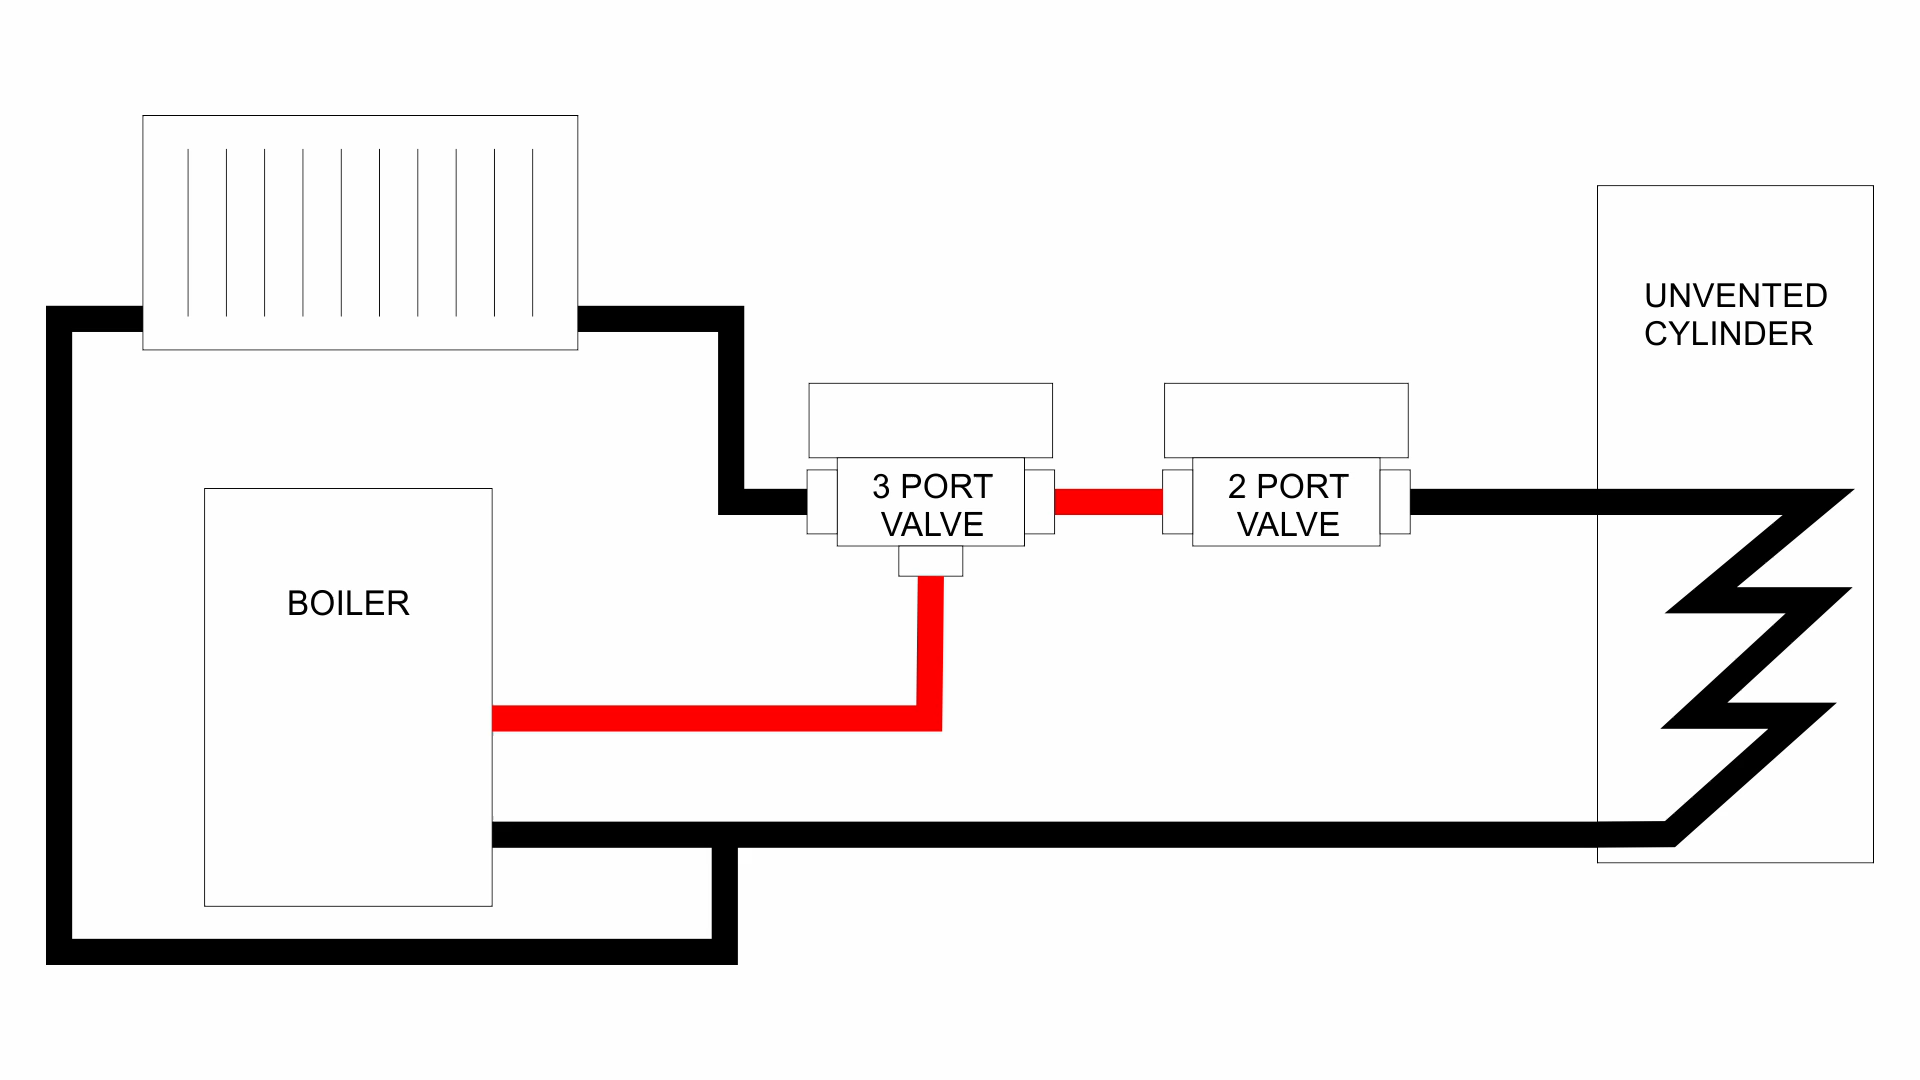 UNVENTED
CYLINDER
3 PORT
VALVE
2 PORT
VALVE
BOILER